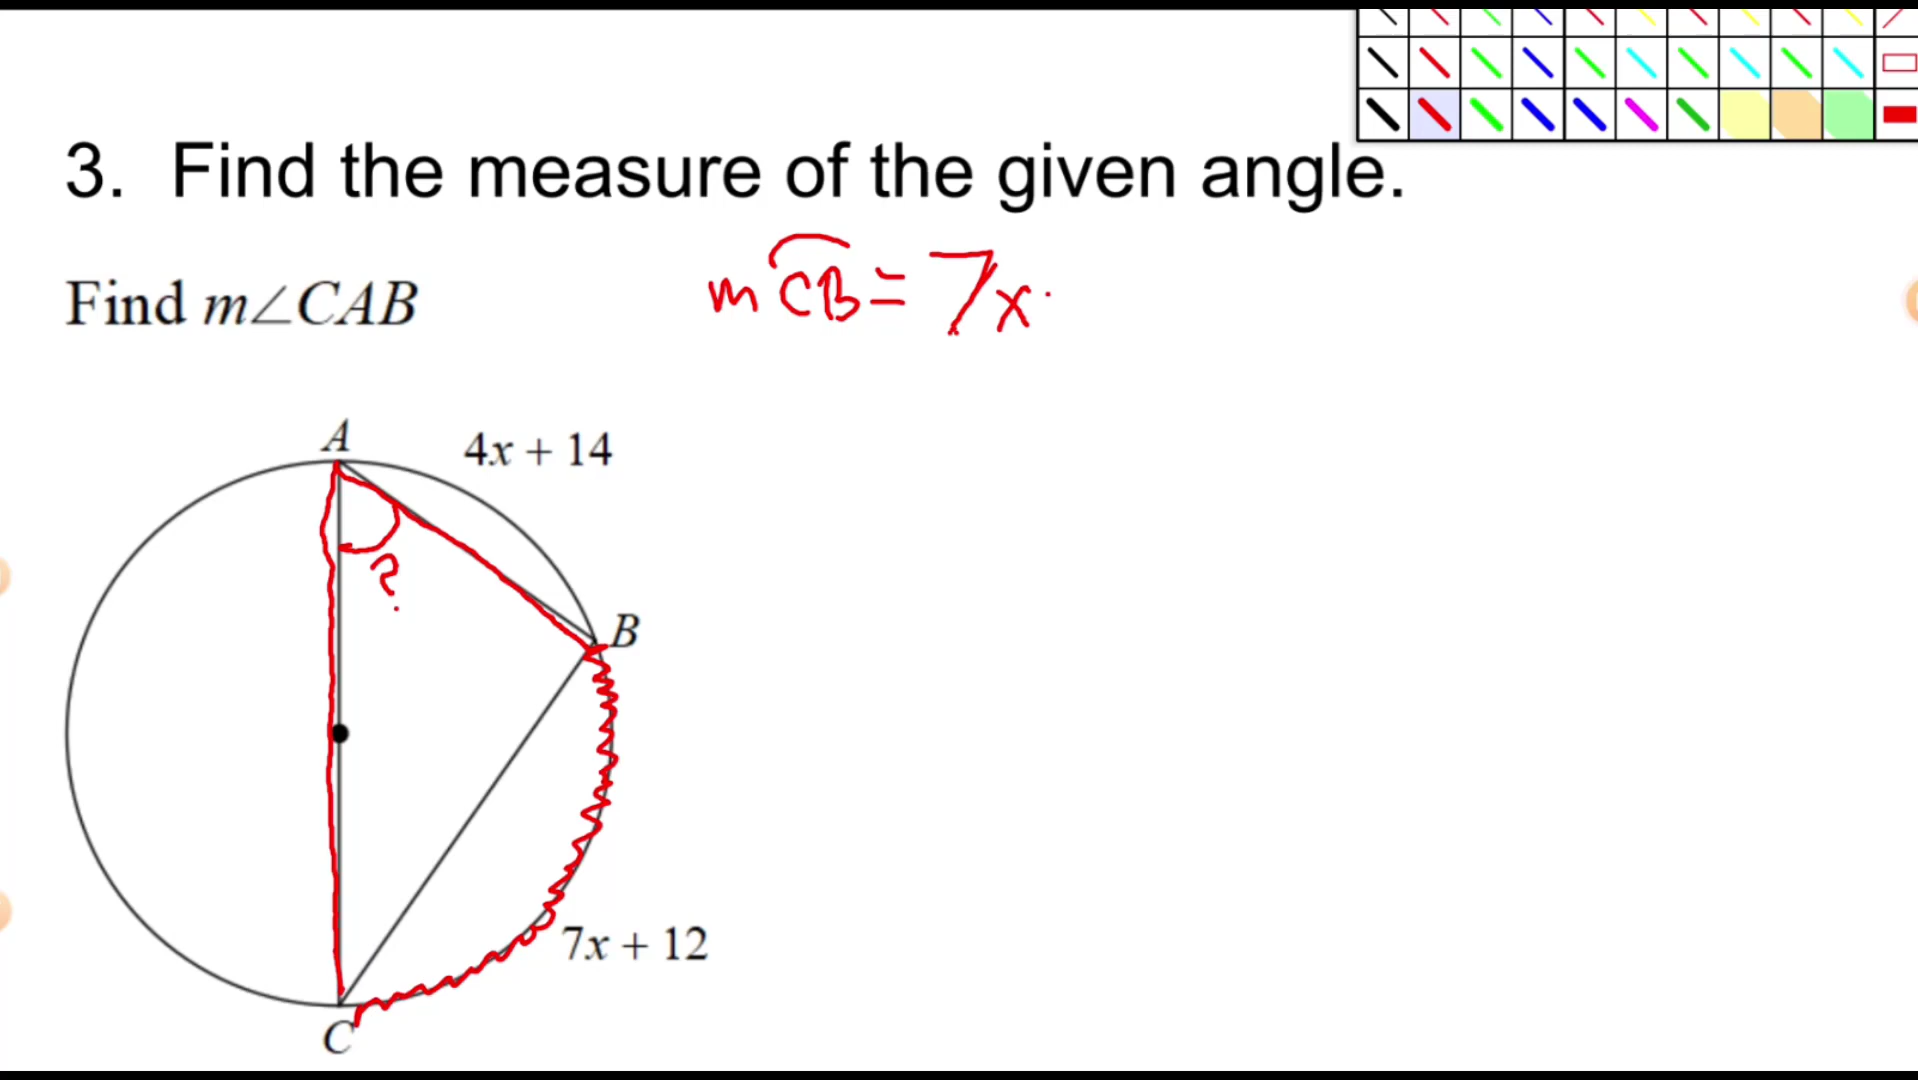 3. Find the measure of the given angle.
Find m∠CAB
m CB = 7x
A
4x + 14
?
B
7x + 12
C